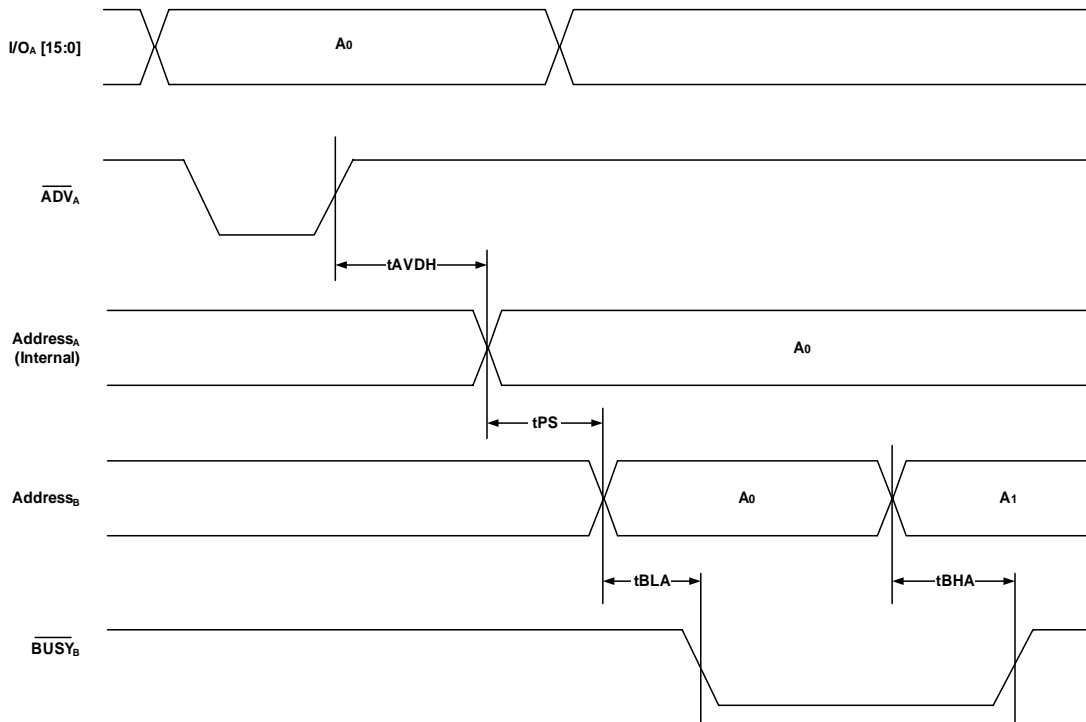 I/OA [15:0]
A0
ADVA
tAVDH
AddressA
(Internal)
A0
tPS
AddressB
A0
A1
tBLA
tBHA
BUSYB